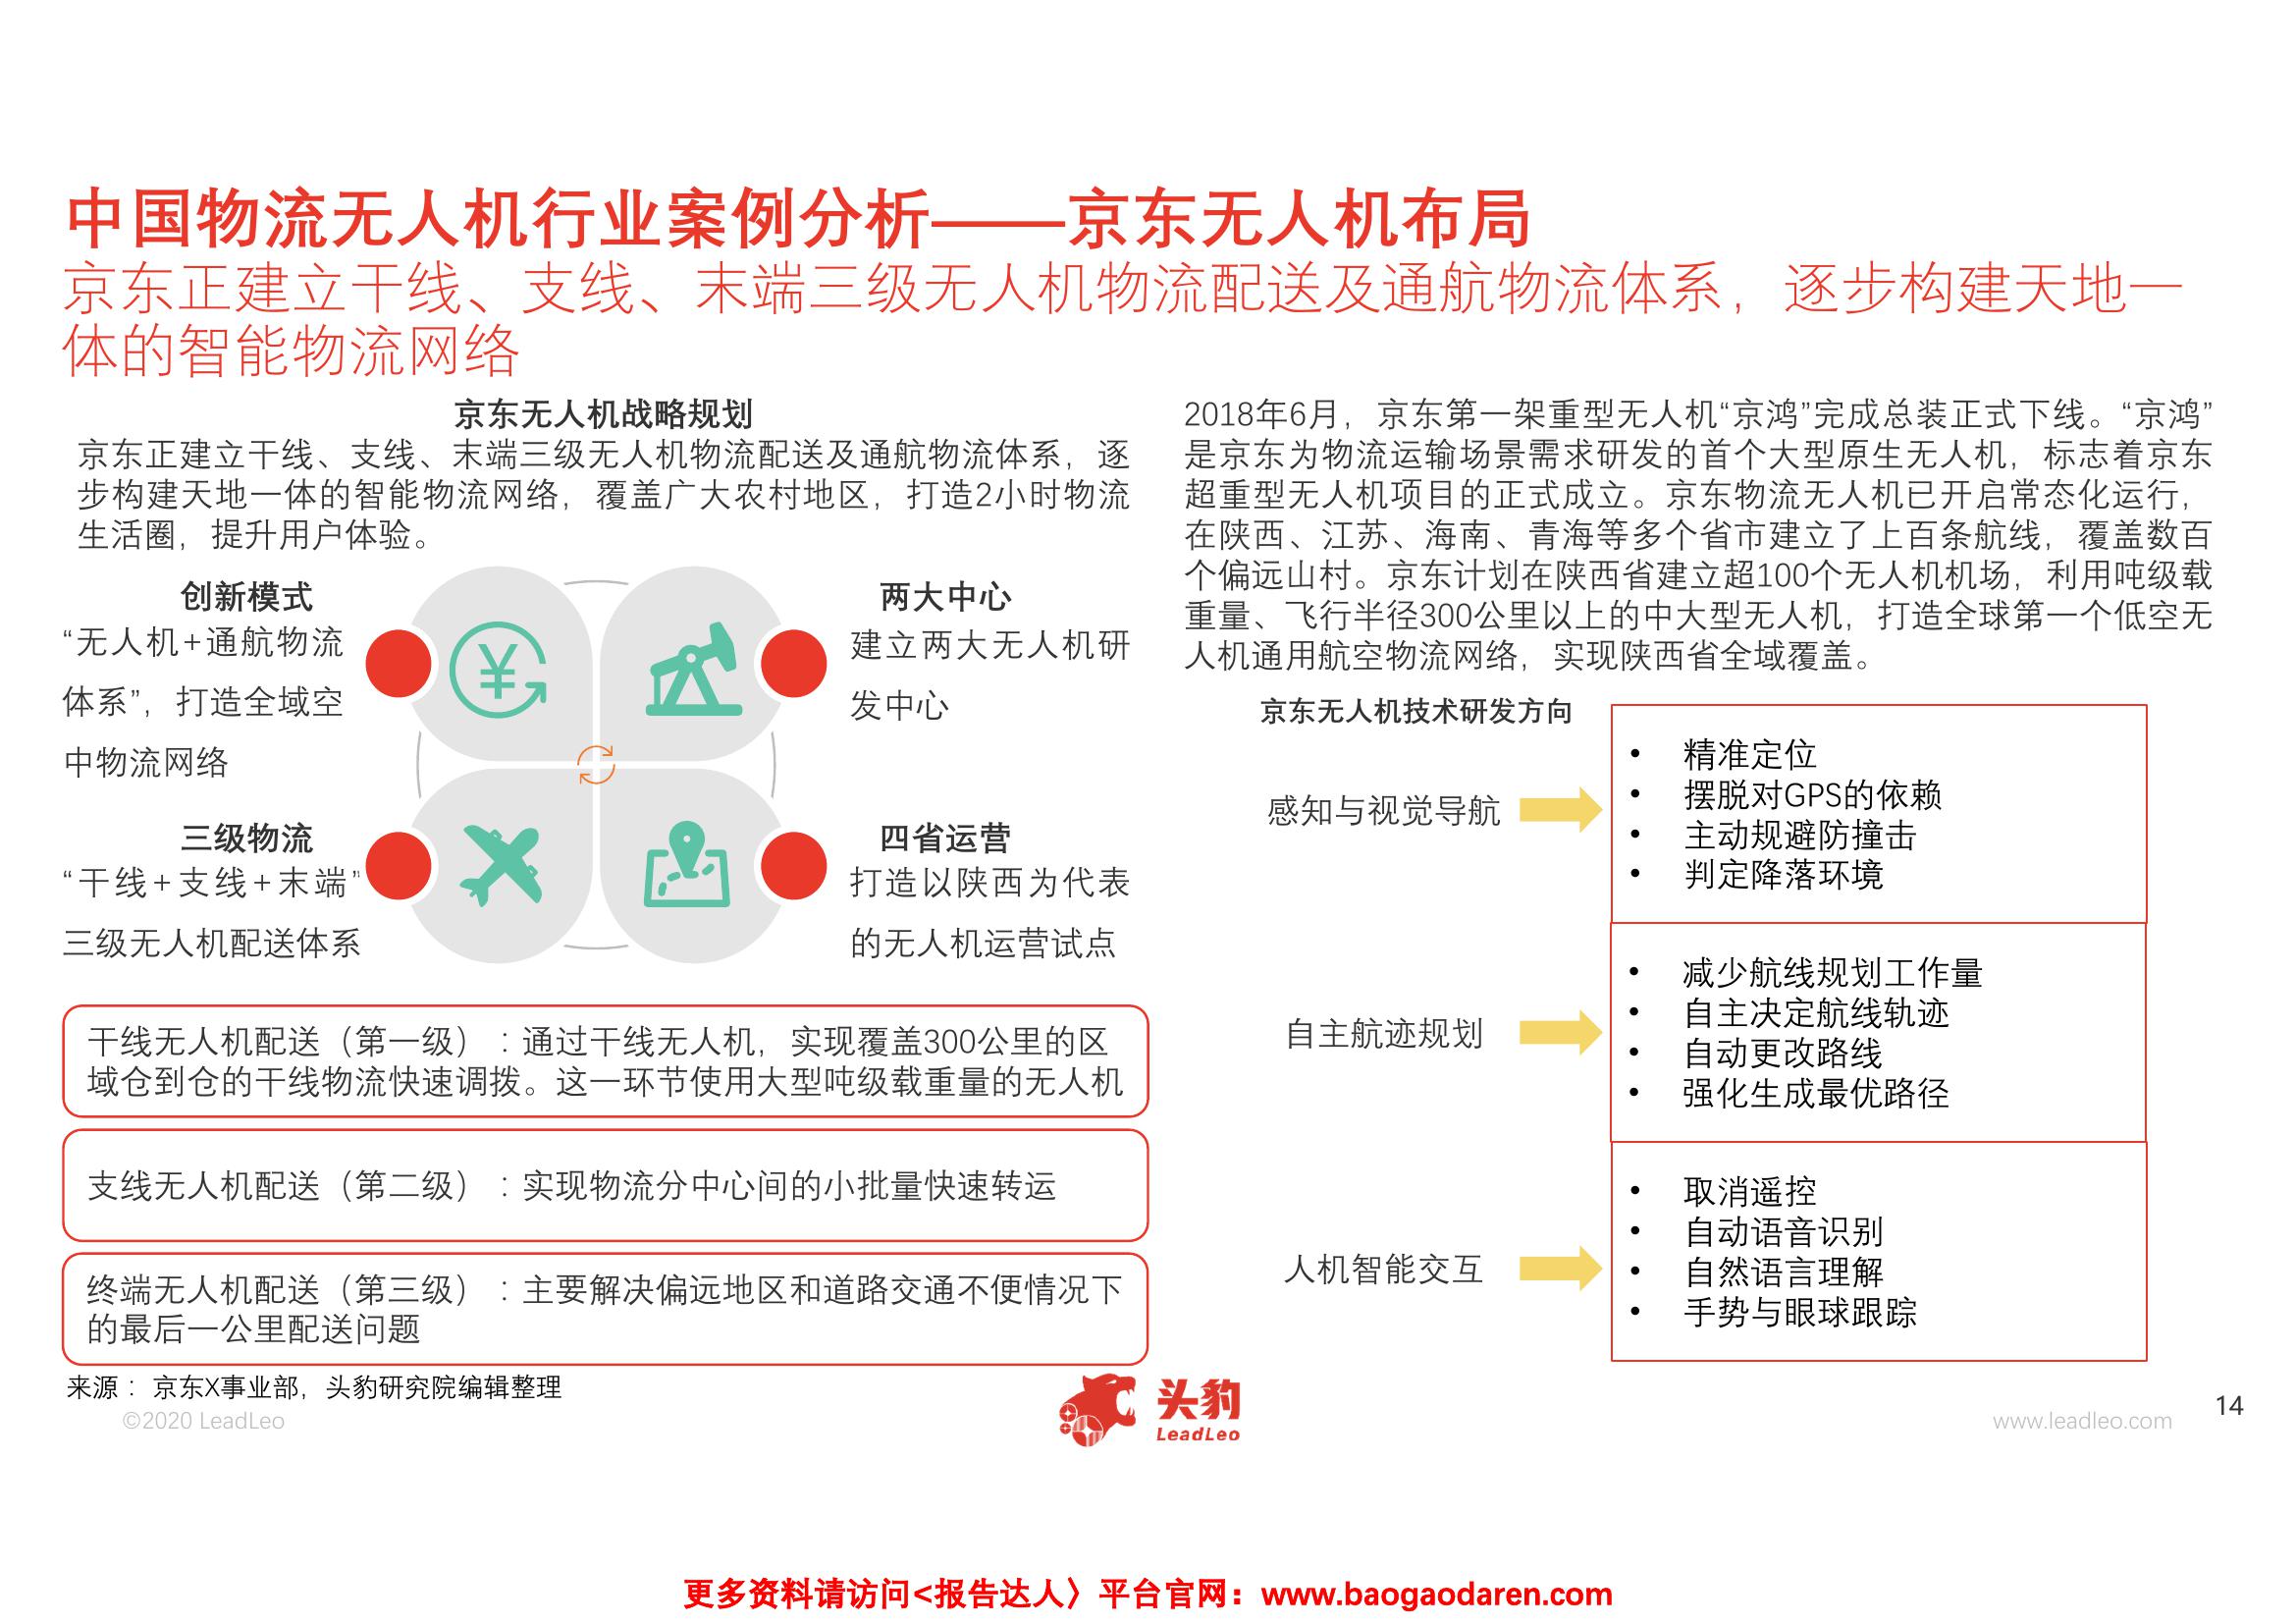 中国物流无人机行业案例分析——京东无人机布局
京东正建立干线、支线、末端三级无人机物流配送及通航物流体系，逐步构建天地一
体的智能物流网络
京东无人机战略规划
京东正建立干线、支线、末端三级无人机物流配送及通航物流体系，逐
步构建天地一体的智能物流网络，覆盖广大农村地区，打造2小时物流
生活圈，提升用户体验。
创新模式
“无人机+通航物流
体系”，打造全域空
中物流网络
两大中心
建立两大无人机研
发中心
三级物流
“干线+支线+末端”
三级无人机配送体系
四省运营
打造以陕西为代表
的无人机运营试点
干线无人机配送（第一级）：通过干线无人机，实现覆盖300公里的区
域仓到仓的干线物流快速调拨。这一环节使用大型吨级载重量的无人机
支线无人机配送（第二级）：实现物流分中心间的小批量快速转运
终端无人机配送（第三级）：主要解决偏远地区和道路交通不便情况下
的最后一公里配送问题
2018年6月，京东第一架重型无人机“京鸿”完成总装正式下线。“京鸿”
是京东为物流运输场景需求研发的首个大型原生无人机，标志着京东
超重型无人机项目的正式成立。京东物流无人机已开启常态化运行，
在陕西、江苏、海南、青海等多个省市建立了上百条航线，覆盖数百
个偏远山村。京东计划在陕西省建立超100个无人机机场，利用吨级载
重量、飞行半径300公里以上的中大型无人机，打造全球第一个低空无
人机通用航空物流网络，实现陕西省全域覆盖。
京东无人机技术研发方向
感知与视觉导航
• 精准定位
• 摆脱对GPS的依赖
• 主动规避防撞击
• 判定降落环境
自主航迹规划
• 减少航线规划工作量
• 自主决定航线轨迹
• 自动更改路线
• 强化生成最优路径
人机智能交互
• 取消遥控
• 自动语音识别
• 自然语言理解
• 手势与眼球跟踪
来源：京东X事业部，头豹研究院编辑整理
©2020 LeadLeo
头豹
LeadLeo
www.leadleo.com
14
更多资料请访问<报告达人〉平台官网：www.baogaodaren.com